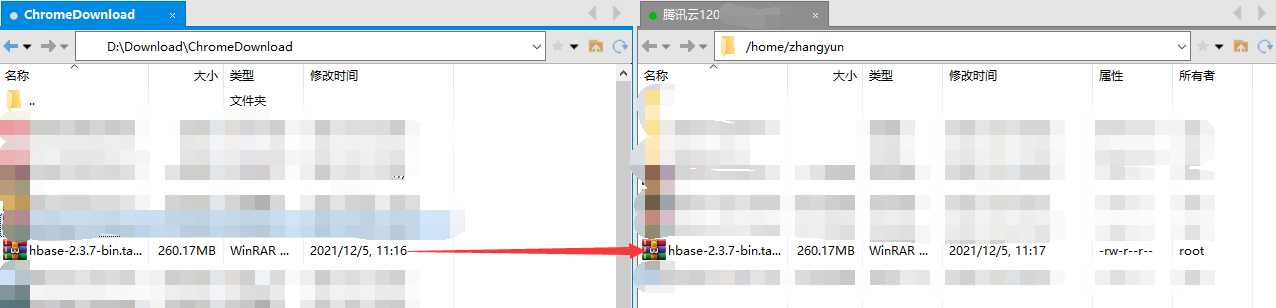 ChromeDownload
腾讯云120
D:\Download\ChromeDownload
/home/zhangyun
名称 大小 类型 修改时间
名称 大小 类型 修改时间 属性 所有者
.. 文件夹
hbase-2.3.7-bin.ta... 260.17MB WinRAR ... 2021/12/5, 11:16
hbase-2.3.7-bin.ta... 260.17MB WinRAR ... 2021/12/5, 11:17 -rw-r--r-- root